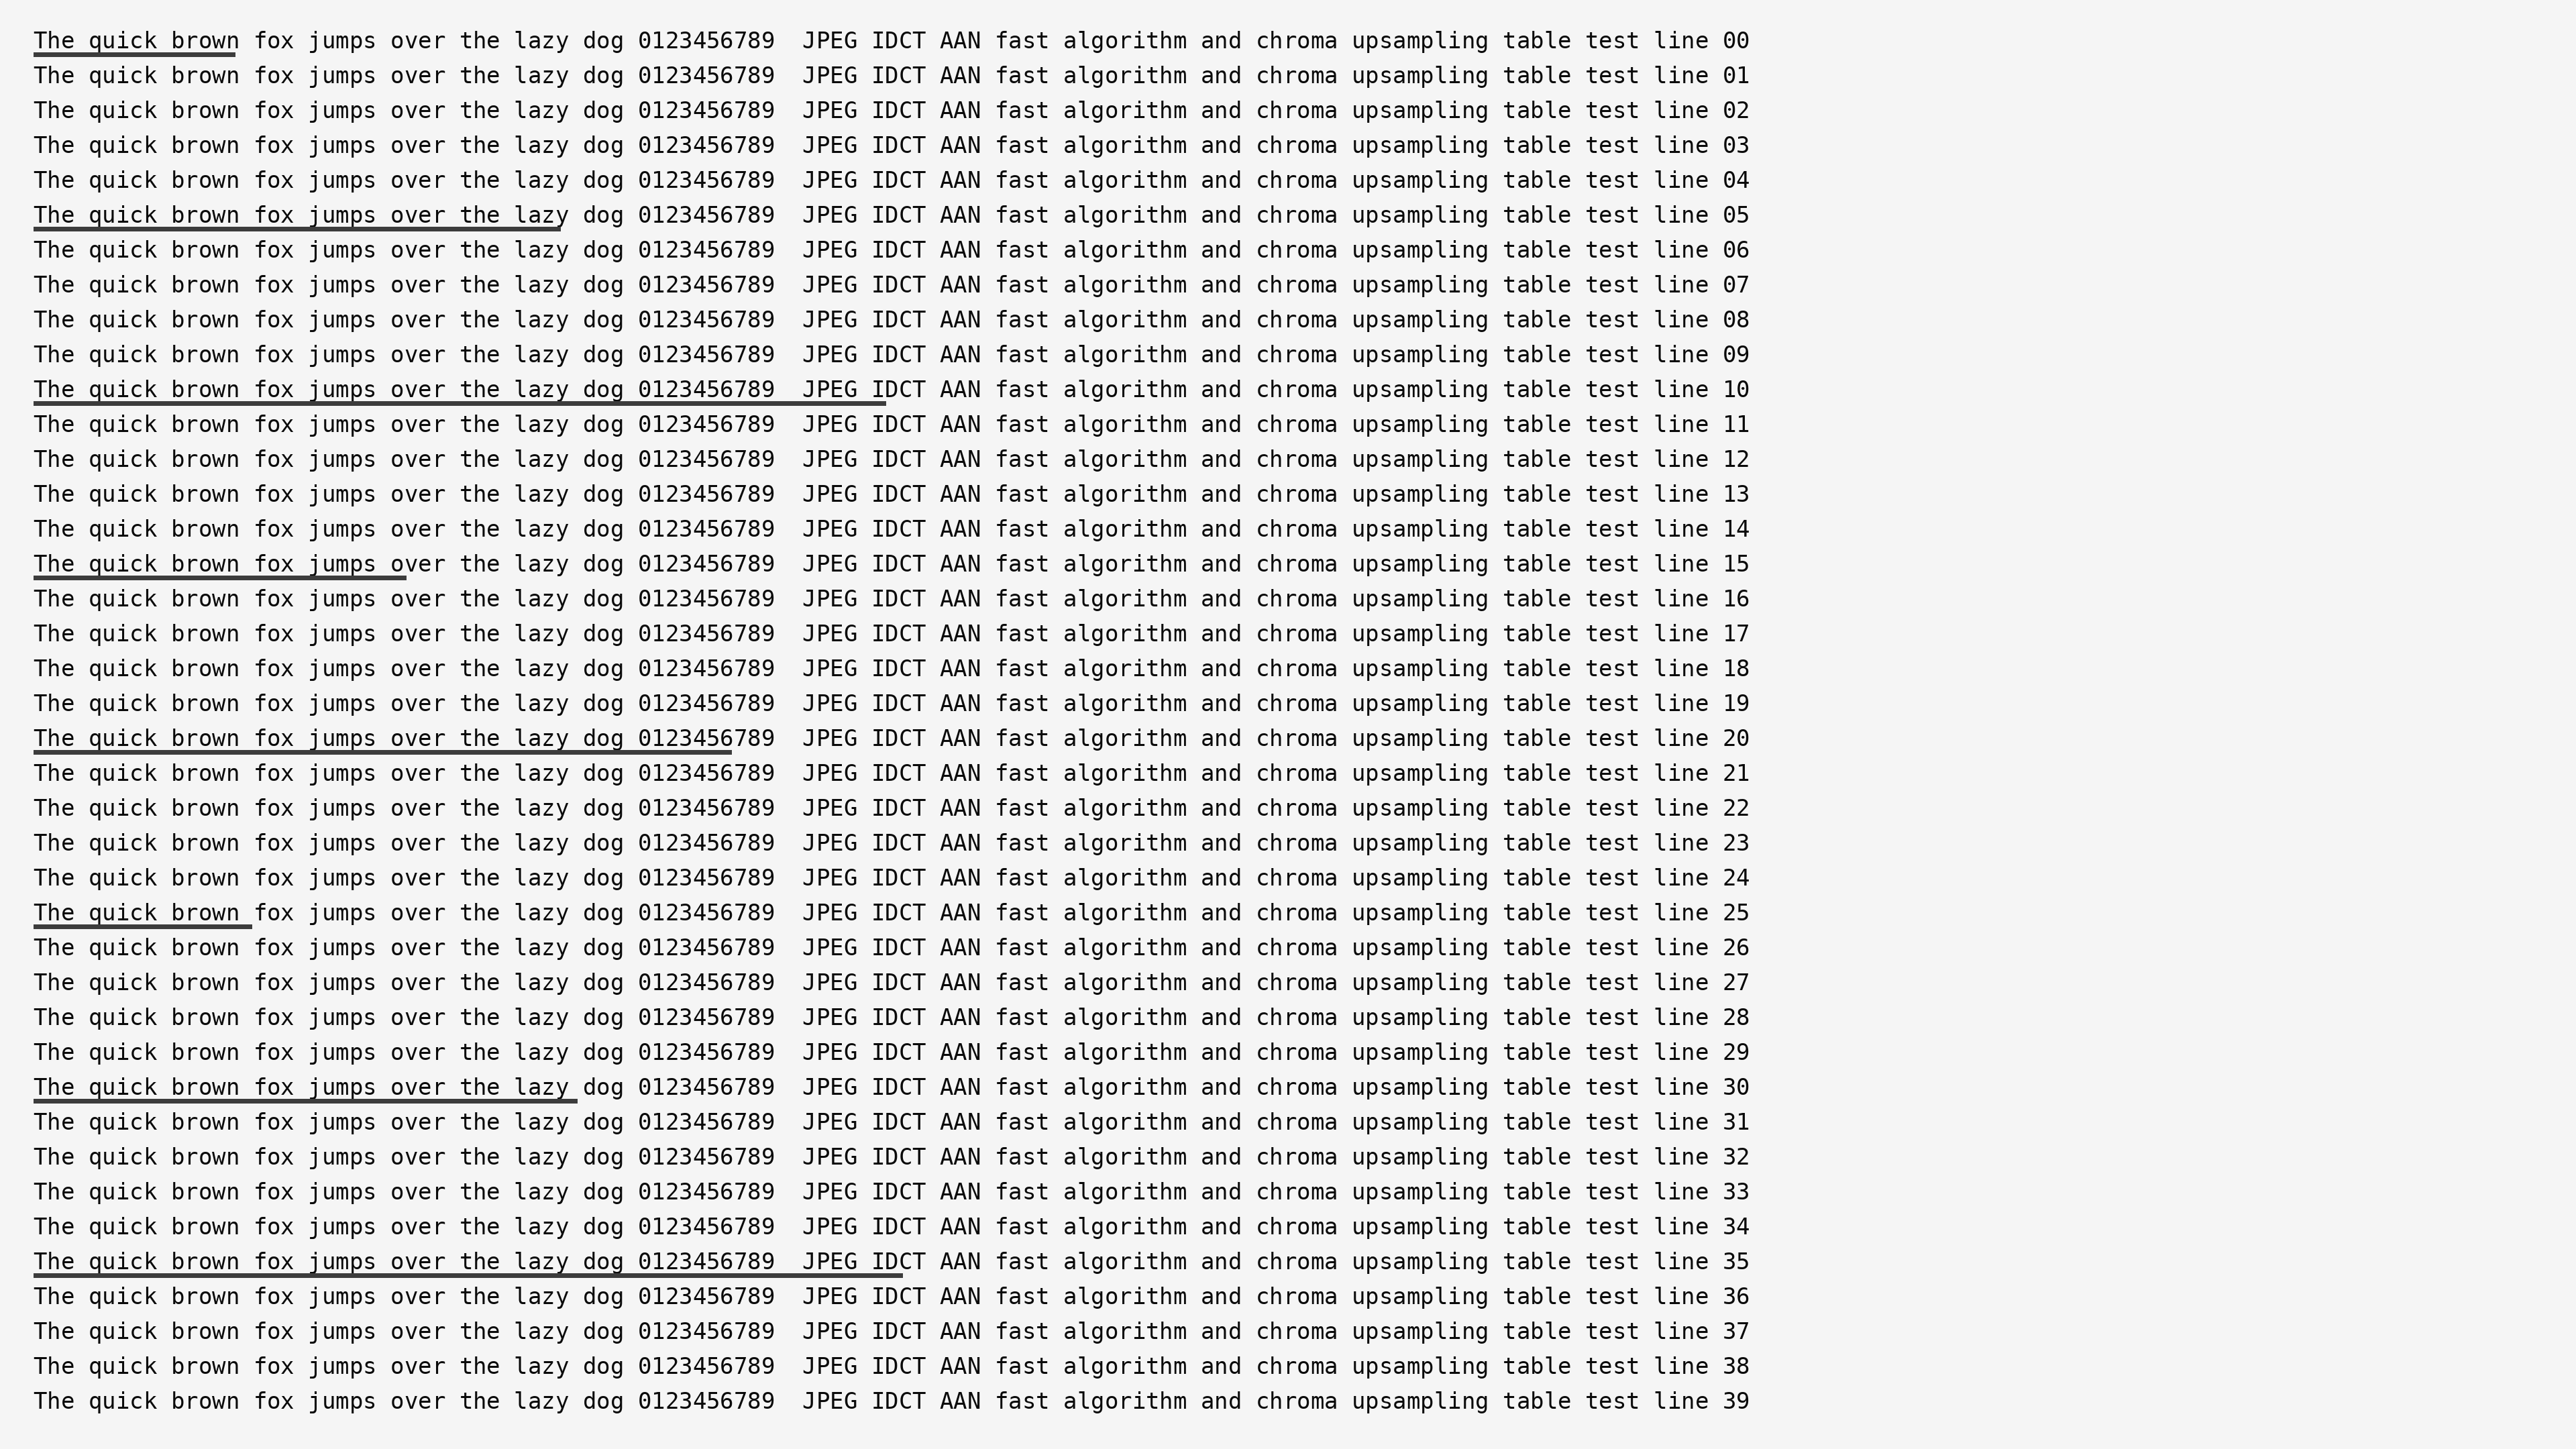 The quick brown fox jumps over the lazy dog 0123456789  JPEG IDCT AAN fast algorithm and chroma upsampling table test line 00
The quick brown fox jumps over the lazy dog 0123456789  JPEG IDCT AAN fast algorithm and chroma upsampling table test line 01
The quick brown fox jumps over the lazy dog 0123456789  JPEG IDCT AAN fast algorithm and chroma upsampling table test line 02
The quick brown fox jumps over the lazy dog 0123456789  JPEG IDCT AAN fast algorithm and chroma upsampling table test line 03
The quick brown fox jumps over the lazy dog 0123456789  JPEG IDCT AAN fast algorithm and chroma upsampling table test line 04
The quick brown fox jumps over the lazy dog 0123456789  JPEG IDCT AAN fast algorithm and chroma upsampling table test line 05
The quick brown fox jumps over the lazy dog 0123456789  JPEG IDCT AAN fast algorithm and chroma upsampling table test line 06
The quick brown fox jumps over the lazy dog 0123456789  JPEG IDCT AAN fast algorithm and chroma upsampling table test line 07
The quick brown fox jumps over the lazy dog 0123456789  JPEG IDCT AAN fast algorithm and chroma upsampling table test line 08
The quick brown fox jumps over the lazy dog 0123456789  JPEG IDCT AAN fast algorithm and chroma upsampling table test line 09
The quick brown fox jumps over the lazy dog 0123456789  JPEG IDCT AAN fast algorithm and chroma upsampling table test line 10
The quick brown fox jumps over the lazy dog 0123456789  JPEG IDCT AAN fast algorithm and chroma upsampling table test line 11
The quick brown fox jumps over the lazy dog 0123456789  JPEG IDCT AAN fast algorithm and chroma upsampling table test line 12
The quick brown fox jumps over the lazy dog 0123456789  JPEG IDCT AAN fast algorithm and chroma upsampling table test line 13
The quick brown fox jumps over the lazy dog 0123456789  JPEG IDCT AAN fast algorithm and chroma upsampling table test line 14
The quick brown fox jumps over the lazy dog 0123456789  JPEG IDCT AAN fast algorithm and chroma upsampling table test line 15
The quick brown fox jumps over the lazy dog 0123456789  JPEG IDCT AAN fast algorithm and chroma upsampling table test line 16
The quick brown fox jumps over the lazy dog 0123456789  JPEG IDCT AAN fast algorithm and chroma upsampling table test line 17
The quick brown fox jumps over the lazy dog 0123456789  JPEG IDCT AAN fast algorithm and chroma upsampling table test line 18
The quick brown fox jumps over the lazy dog 0123456789  JPEG IDCT AAN fast algorithm and chroma upsampling table test line 19
The quick brown fox jumps over the lazy dog 0123456789  JPEG IDCT AAN fast algorithm and chroma upsampling table test line 20
The quick brown fox jumps over the lazy dog 0123456789  JPEG IDCT AAN fast algorithm and chroma upsampling table test line 21
The quick brown fox jumps over the lazy dog 0123456789  JPEG IDCT AAN fast algorithm and chroma upsampling table test line 22
The quick brown fox jumps over the lazy dog 0123456789  JPEG IDCT AAN fast algorithm and chroma upsampling table test line 23
The quick brown fox jumps over the lazy dog 0123456789  JPEG IDCT AAN fast algorithm and chroma upsampling table test line 24
The quick brown fox jumps over the lazy dog 0123456789  JPEG IDCT AAN fast algorithm and chroma upsampling table test line 25
The quick brown fox jumps over the lazy dog 0123456789  JPEG IDCT AAN fast algorithm and chroma upsampling table test line 26
The quick brown fox jumps over the lazy dog 0123456789  JPEG IDCT AAN fast algorithm and chroma upsampling table test line 27
The quick brown fox jumps over the lazy dog 0123456789  JPEG IDCT AAN fast algorithm and chroma upsampling table test line 28
The quick brown fox jumps over the lazy dog 0123456789  JPEG IDCT AAN fast algorithm and chroma upsampling table test line 29
The quick brown fox jumps over the lazy dog 0123456789  JPEG IDCT AAN fast algorithm and chroma upsampling table test line 30
The quick brown fox jumps over the lazy dog 0123456789  JPEG IDCT AAN fast algorithm and chroma upsampling table test line 31
The quick brown fox jumps over the lazy dog 0123456789  JPEG IDCT AAN fast algorithm and chroma upsampling table test line 32
The quick brown fox jumps over the lazy dog 0123456789  JPEG IDCT AAN fast algorithm and chroma upsampling table test line 33
The quick brown fox jumps over the lazy dog 0123456789  JPEG IDCT AAN fast algorithm and chroma upsampling table test line 34
The quick brown fox jumps over the lazy dog 0123456789  JPEG IDCT AAN fast algorithm and chroma upsampling table test line 35
The quick brown fox jumps over the lazy dog 0123456789  JPEG IDCT AAN fast algorithm and chroma upsampling table test line 36
The quick brown fox jumps over the lazy dog 0123456789  JPEG IDCT AAN fast algorithm and chroma upsampling table test line 37
The quick brown fox jumps over the lazy dog 0123456789  JPEG IDCT AAN fast algorithm and chroma upsampling table test line 38
The quick brown fox jumps over the lazy dog 0123456789  JPEG IDCT AAN fast algorithm and chroma upsampling table test line 39